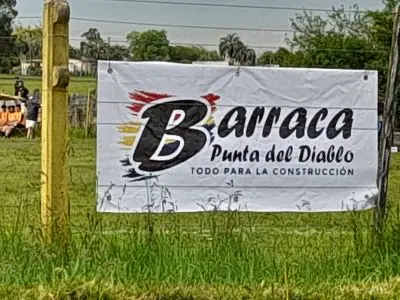 Barraca
Punta del Diablo
TODO PARA LA CONSTRUCCIÓN